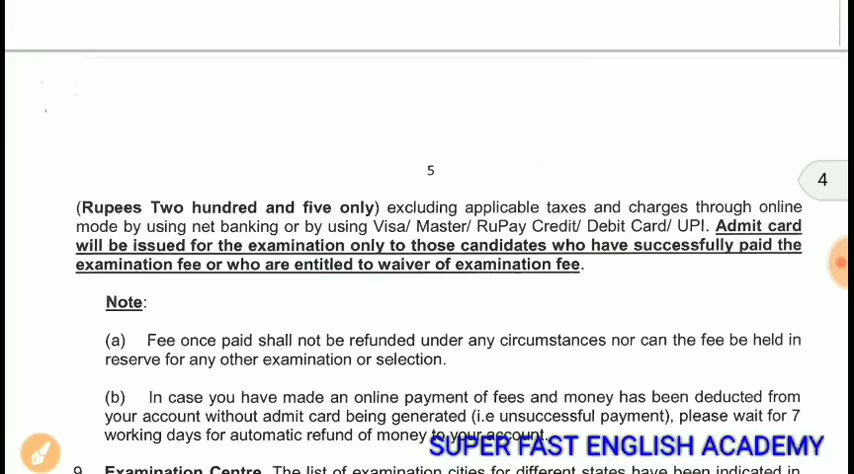 5
4
(Rupees Two hundred and five only) excluding applicable taxes and charges through online
mode by using net banking or by using Visa/ Master/ RuPay Credit/ Debit Card/ UPI. Admit card
will be issued for the examination only to those candidates who have successfully paid the
examination fee or who are entitled to waiver of examination fee.
Note:
(a) Fee once paid shall not be refunded under any circumstances nor can the fee be held in
reserve for any other examination or selection.
(b) In case you have made an online payment of fees and money has been deducted from
your account without admit card being generated (i.e unsuccessful payment), please wait for 7
working days for automatic refund of money to your account.
SUPER FAST ENGLISH ACADEMY
9. Examination Centre. The list of examination cities for different states have been indicated in